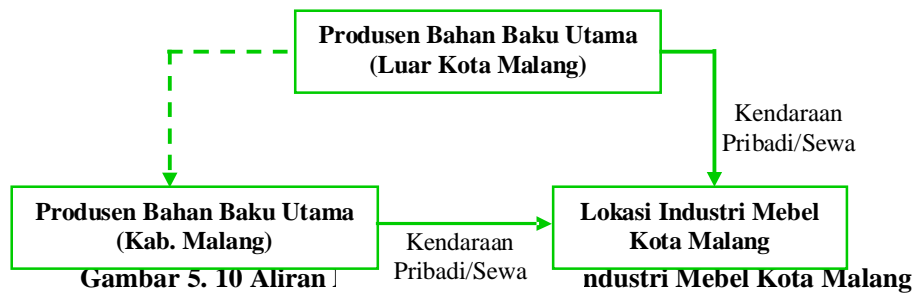 Produsen Bahan Baku Utama
(Luar Kota Malang)
Kendaraan
Pribadi/Sewa
Produsen Bahan Baku Utama
(Kab. Malang)
Kendaraan
Pribadi/Sewa
Lokasi Industri Mebel
Kota Malang
Gambar 5. 10 Aliran ndustri Mebel Kota Malang